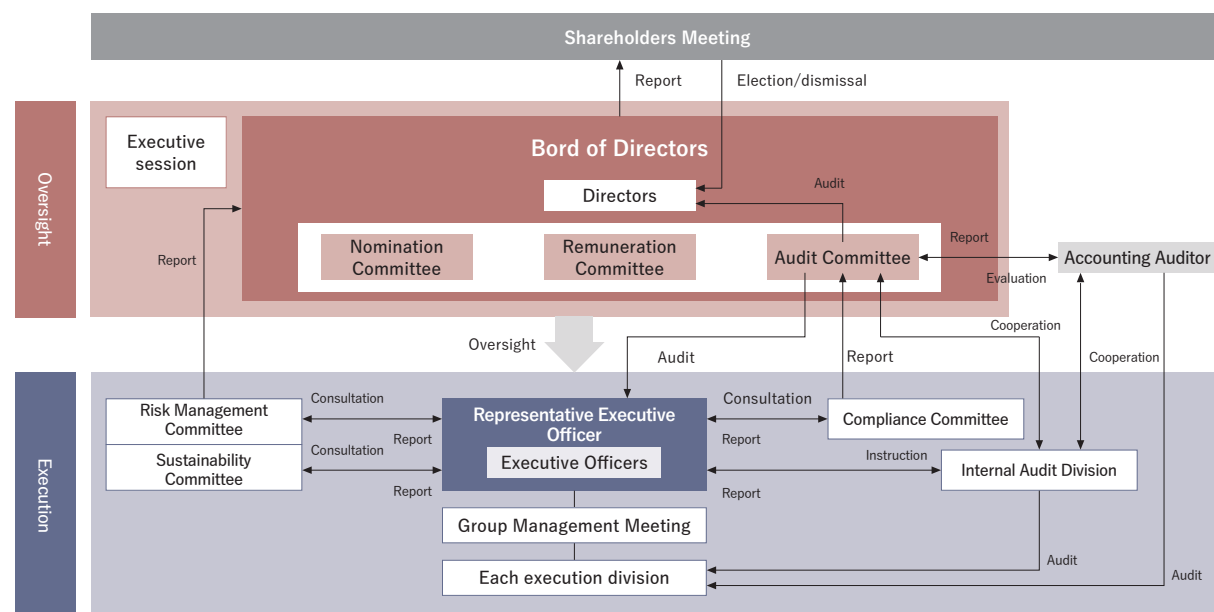 Shareholders Meeting
Report
Election/dismissal
Oversight
Executive
session
Bord of Directors
Directors
Audit
Nomination
Committee
Remuneration
Committee
Audit Committee
Report
Evaluation
Accounting Auditor
Report
Oversight
Audit
Report
Cooperation
Cooperation
Execution
Risk Management
Committee
Sustainability
Committee
Consultation
Report
Consultation
Report
Representative Executive
Officer
Executive Officers
Consultation
Report
Compliance Committee
Instruction
Report
Internal Audit Division
Group Management Meeting
Each execution division
Audit
Audit